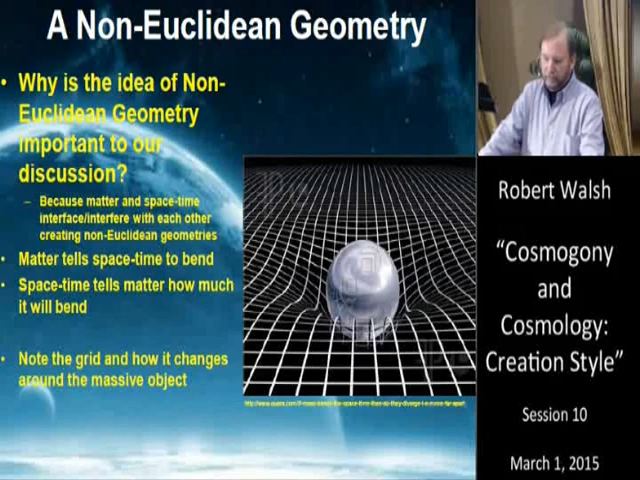 A Non-Euclidean Geometry
• Why is the idea of Non-
Euclidean Geometry
important to our
discussion?
– Because matter and space-time
interface/interfere with each other
creating non-Euclidean geometries
• Matter tells space-time to bend
• Space-time tells matter how much
it will bend
• Note the grid and how it changes
around the massive object
Robert Walsh
“Cosmogony
and
Cosmology:
Creation Style”
Session 10
March 1, 2015